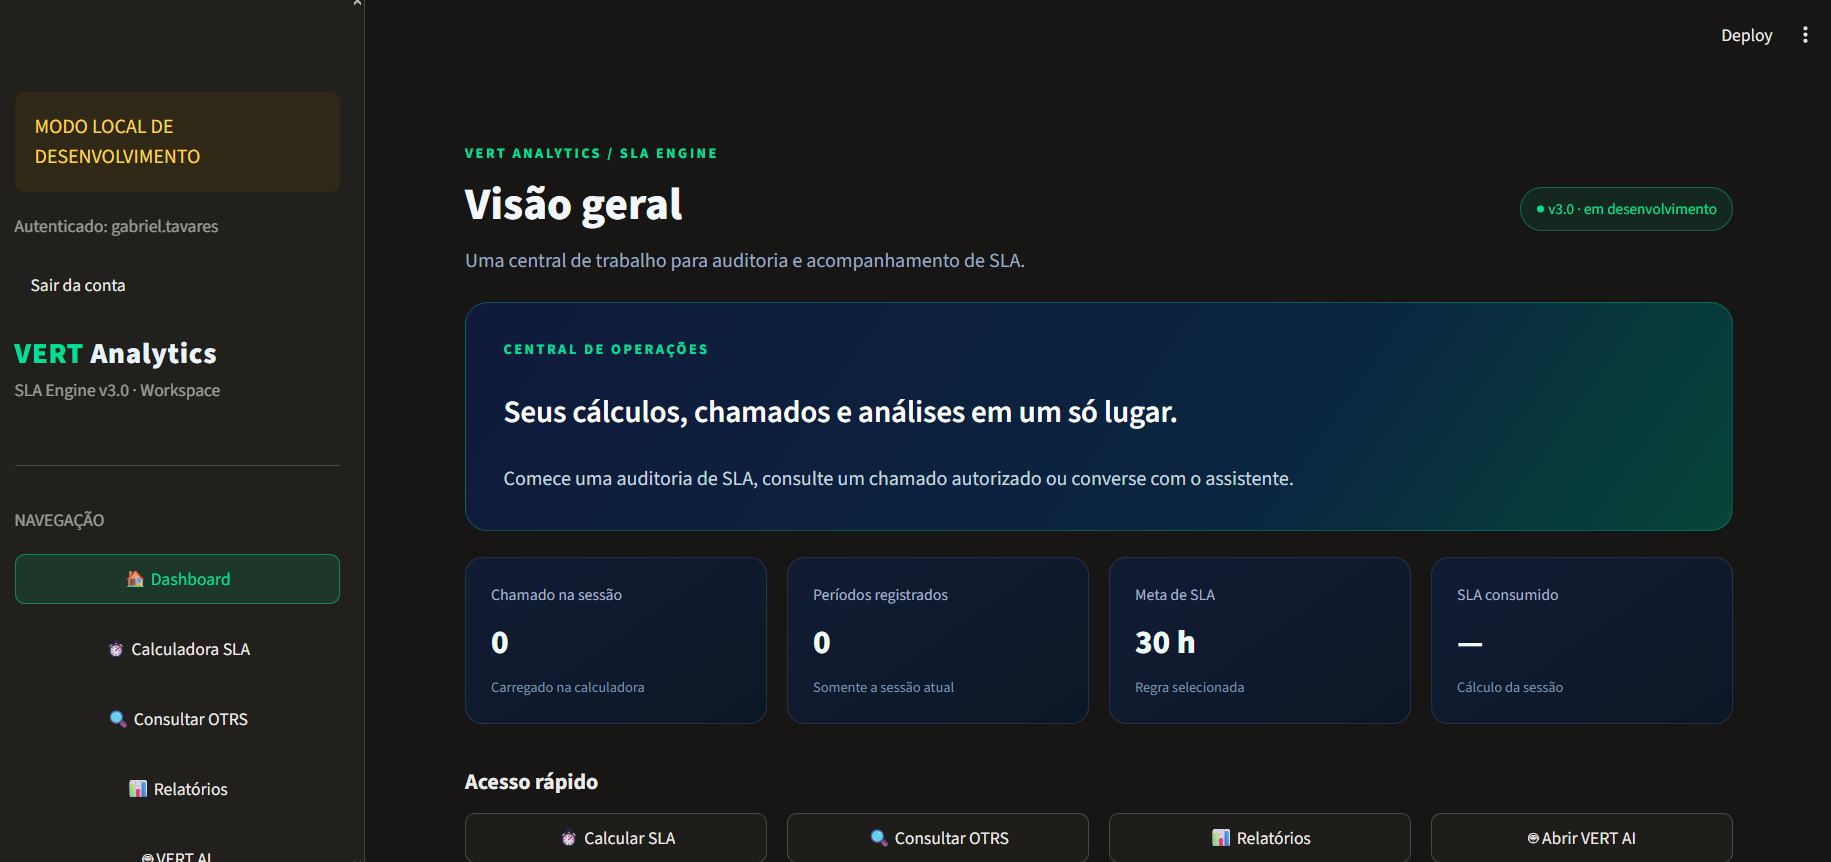 Deploy
MODO LOCAL DE
DESENVOLVIMENTO
Autenticado: gabriel.tavares
Sair da conta
VERT Analytics
SLA Engine v3.0 · Workspace
NAVEGAÇÃO
Dashboard
Calculadora SLA
Consultar OTRS
Relatórios
VERT AI
VERT ANALYTICS / SLA ENGINE
Visão geral
v3.0 · em desenvolvimento
Uma central de trabalho para auditoria e acompanhamento de SLA.
CENTRAL DE OPERAÇÕES
Seus cálculos, chamados e análises em um só lugar.
Comece uma auditoria de SLA, consulte um chamado autorizado ou converse com o assistente.
Chamado na sessão
0
Carregado na calculadora
Períodos registrados
0
Somente a sessão atual
Meta de SLA
30 h
Regra selecionada
SLA consumido
—
Cálculo da sessão
Acesso rápido
Calcular SLA
Consultar OTRS
Relatórios
Abrir VERT AI